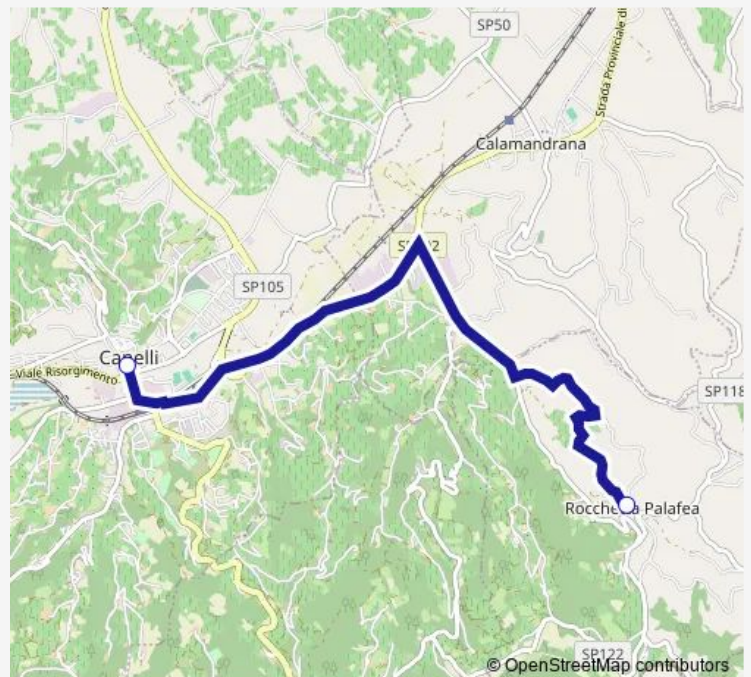 SP50
Strada Provinciale di
Calamandrana
SP105
Canelli
Viale Risorgimento
SP118
Rocchetta Palafea
SP122
© OpenStreetMap contributors